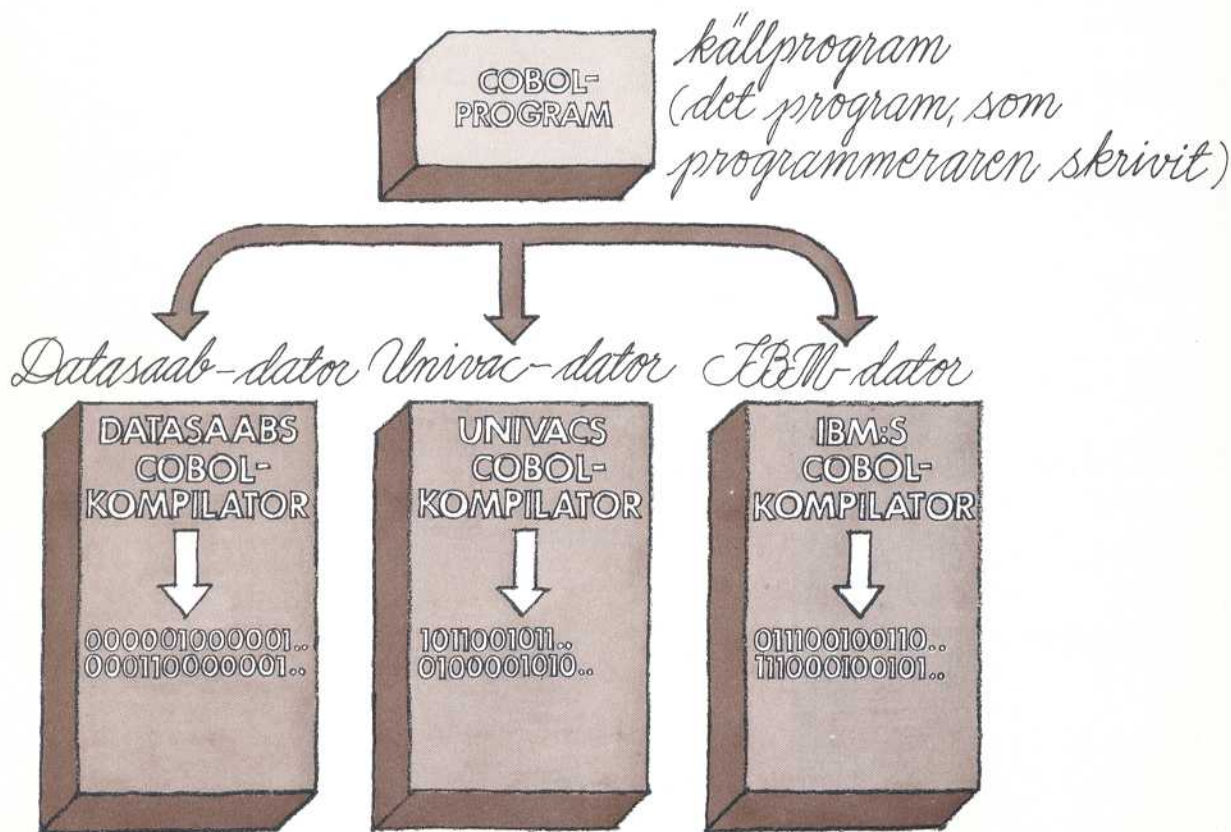 COBOL-
PROGRAM
källprogram
(det program, som
programmeraren skrivit)
Datasaab-dator
DATASAABS
COBOL-
KOMPILATOR
000001000001..
000110000001..
Univac-dator
UNIVACS
COBOL-
KOMPILATOR
1011001011..
0100001010..
IBM-dator
IBM:S
COBOL-
KOMPILATOR
011100100110..
111000100101..